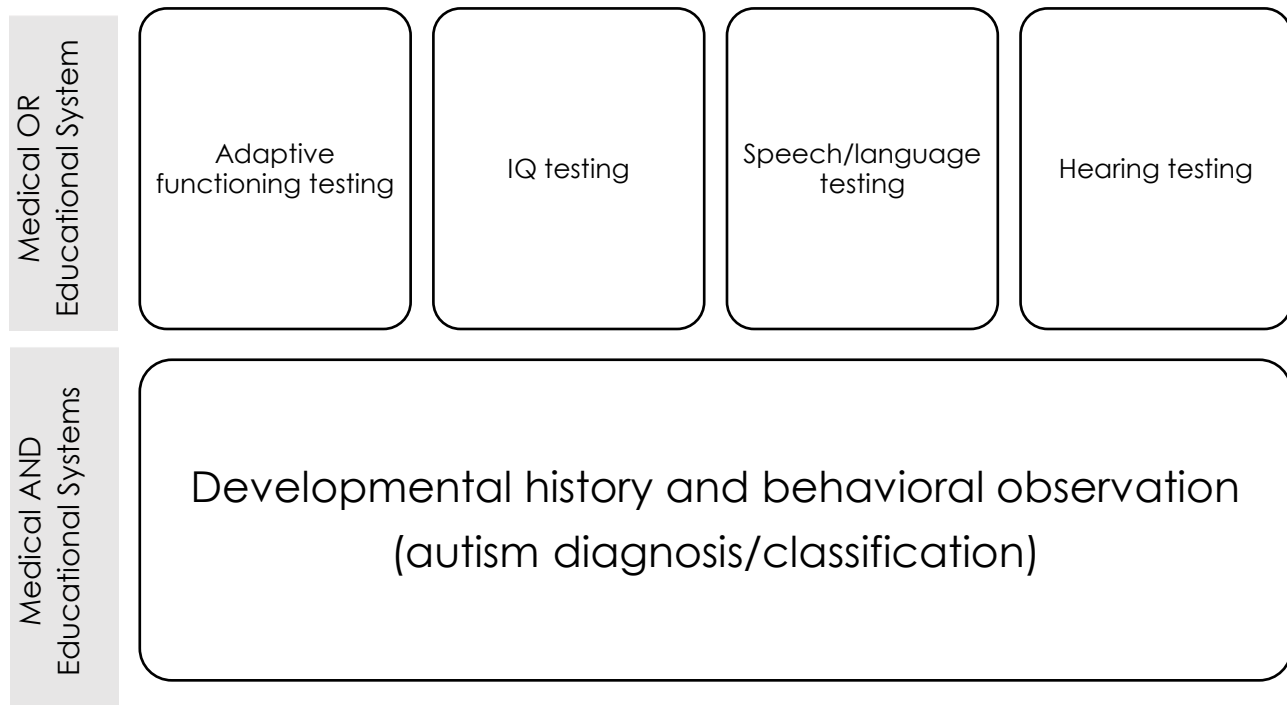 Medical OR
Educational System
Adaptive
functioning testing
IQ testing
Speech/language
testing
Hearing testing
Medical AND
Educational Systems
Developmental history and behavioral observation
(autism diagnosis/classification)